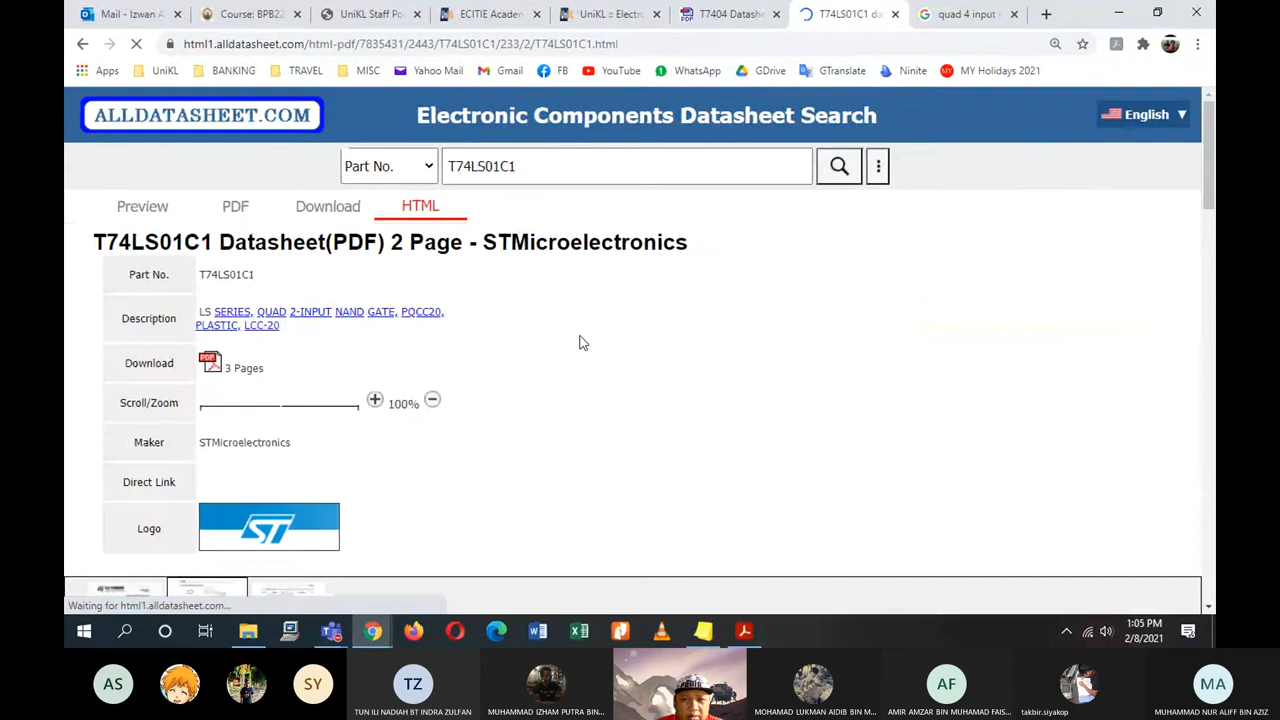 Mail - Izwan A
Course: BPB22
UniKL Staff Po
ECITIE Acade
UniKL :: Electr
T7404 Datashe
T74LS01C1 da
quad 4 input
html1.alldatasheet.com/html-pdf/7835431/2443/T74LS01C1/233/2/T74LS01C1.html
Apps
UniKL
BANKING
TRAVEL
MISC
Yahoo Mail
Gmail
FB
YouTube
WhatsApp
GDrive
GTranslate
Ninite
MY Holidays 2021
ALLDATASHEET.COM
Electronic Components Datasheet Search
English
Part No.
T74LS01C1
Preview
PDF
Download
HTML
T74LS01C1 Datasheet(PDF) 2 Page - STMicroelectronics
Part No.
T74LS01C1
Description
LS SERIES, QUAD 2-INPUT NAND GATE, PQCC20,
PLASTIC, LCC-20
Download
3 Pages
Scroll/Zoom
100%
Maker
STMicroelectronics
Direct Link
Logo
ST
Waiting for html1.alldatasheet.com...
1:05 PM
2/8/2021
AS
SY
TZ
AF
MA
TUN ILI NADIAH BT INDRA ZULFAN
MUHAMMAD IZHAM PUTRA BIN...
MOHAMAD LUKMAN AIDIB BIN M...
AMIR AMZAR BIN MUHAMAD FAIS...
takbir.siyakop
MUHAMMAD NUR ALIFF BIN AZIZ